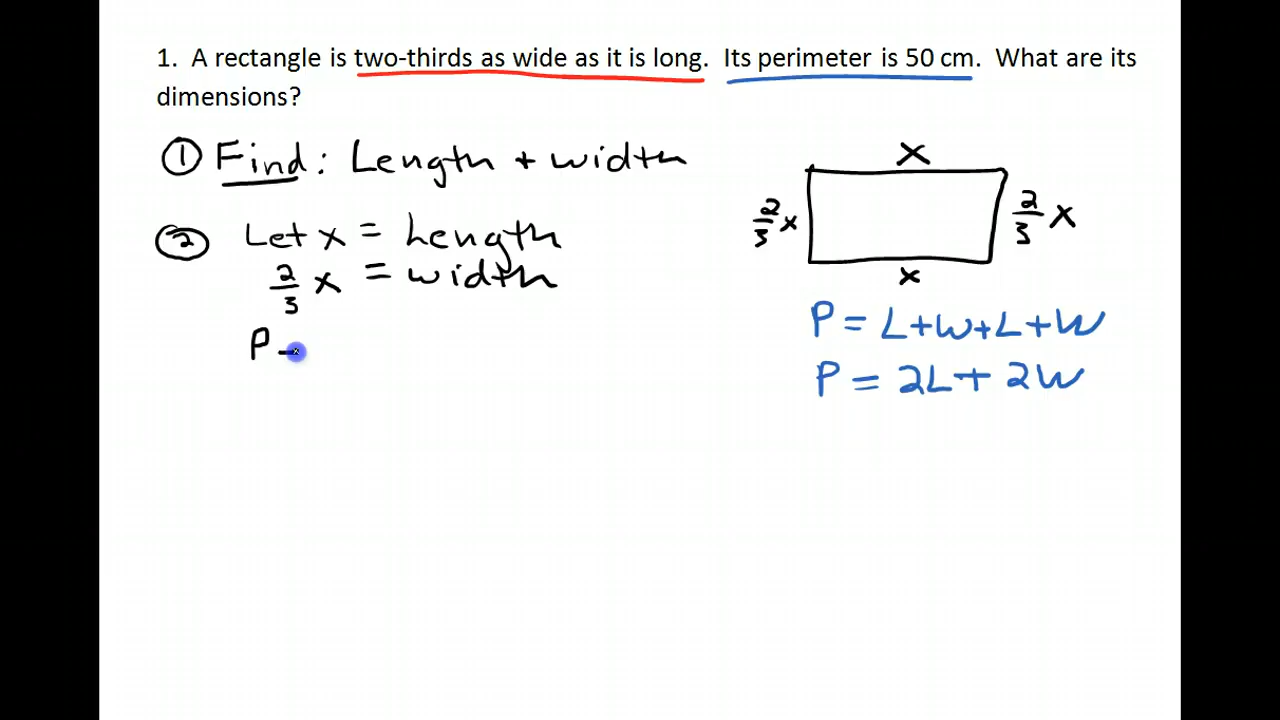 1. A rectangle is two-thirds as wide as it is long. Its perimeter is 50 cm. What are its
dimensions?
① Find: Length + width
② Let x = Length
2/3 x = width
P -
x
2/3 x
2/3 x
x
P = L+W+L+W
P = 2L + 2W